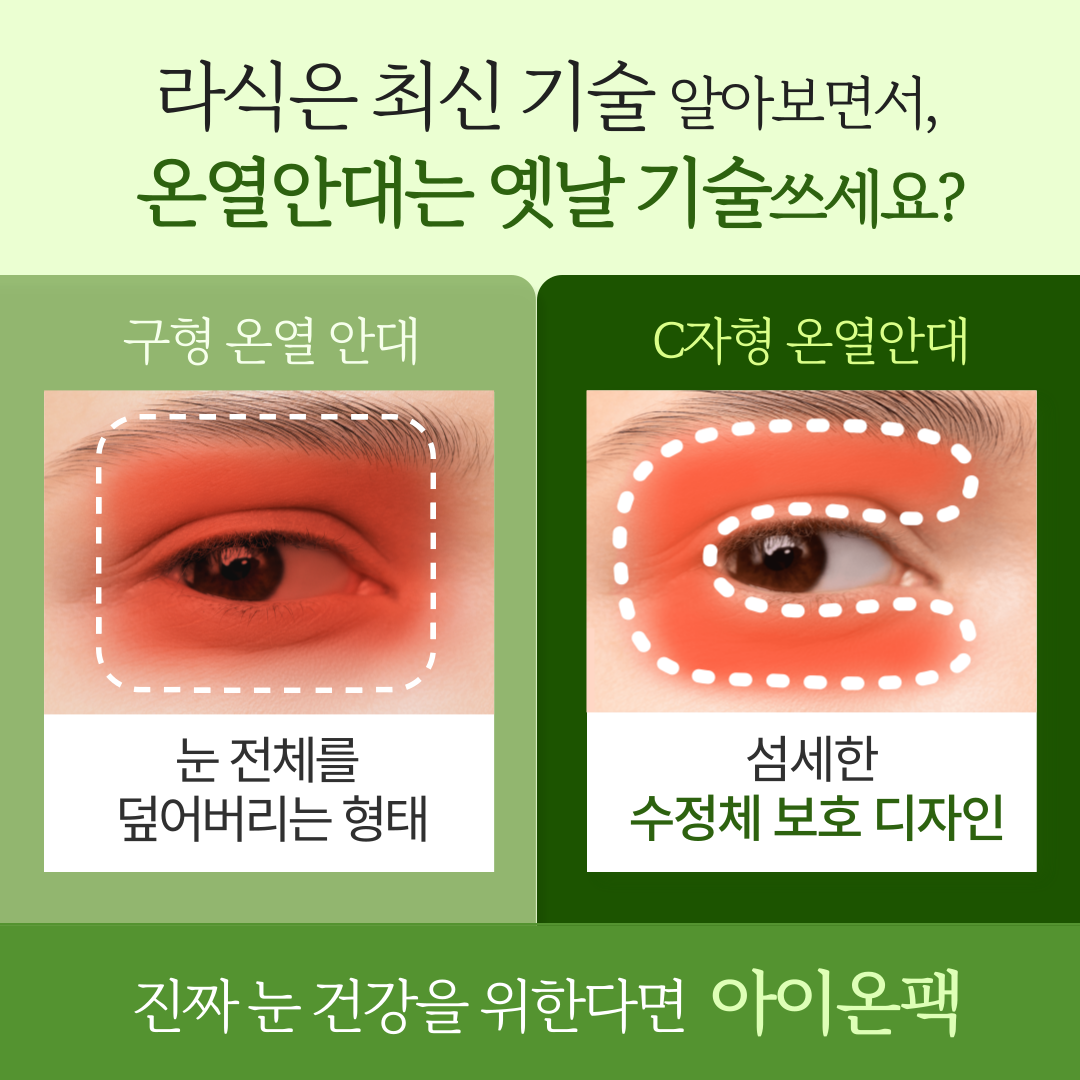 라식은 최신 기술 알아보면서,
온열안대는 옛날 기술쓰세요?
구형 온열 안대
C자형 온열안대
눈 전체를
덮어버리는 형태
섬세한
수정체 보호 디자인
진짜 눈 건강을 위한다면 아이온팩